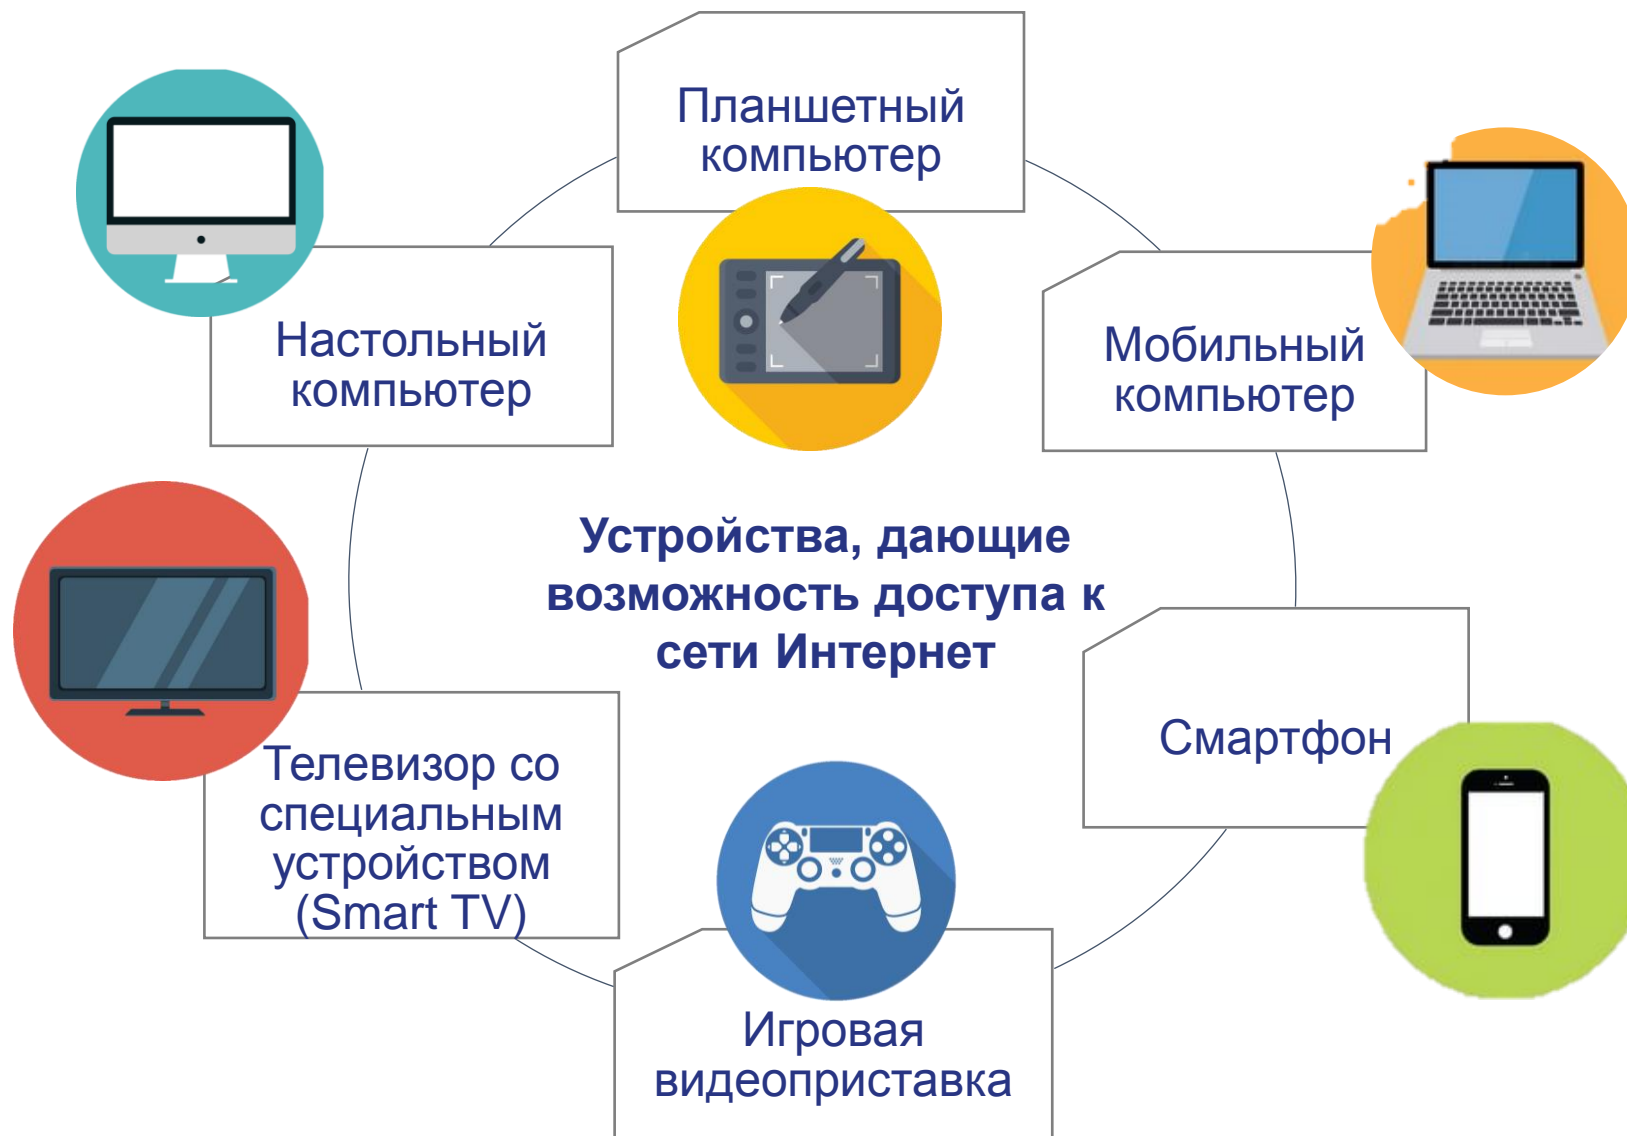 Планшетный
компьютер
Настольный
компьютер
Мобильный
компьютер
Устройства, дающие
возможность доступа к
сети Интернет
Смартфон
Телевизор со
специальным
устройством
(Smart TV)
Игровая
видеоприставка